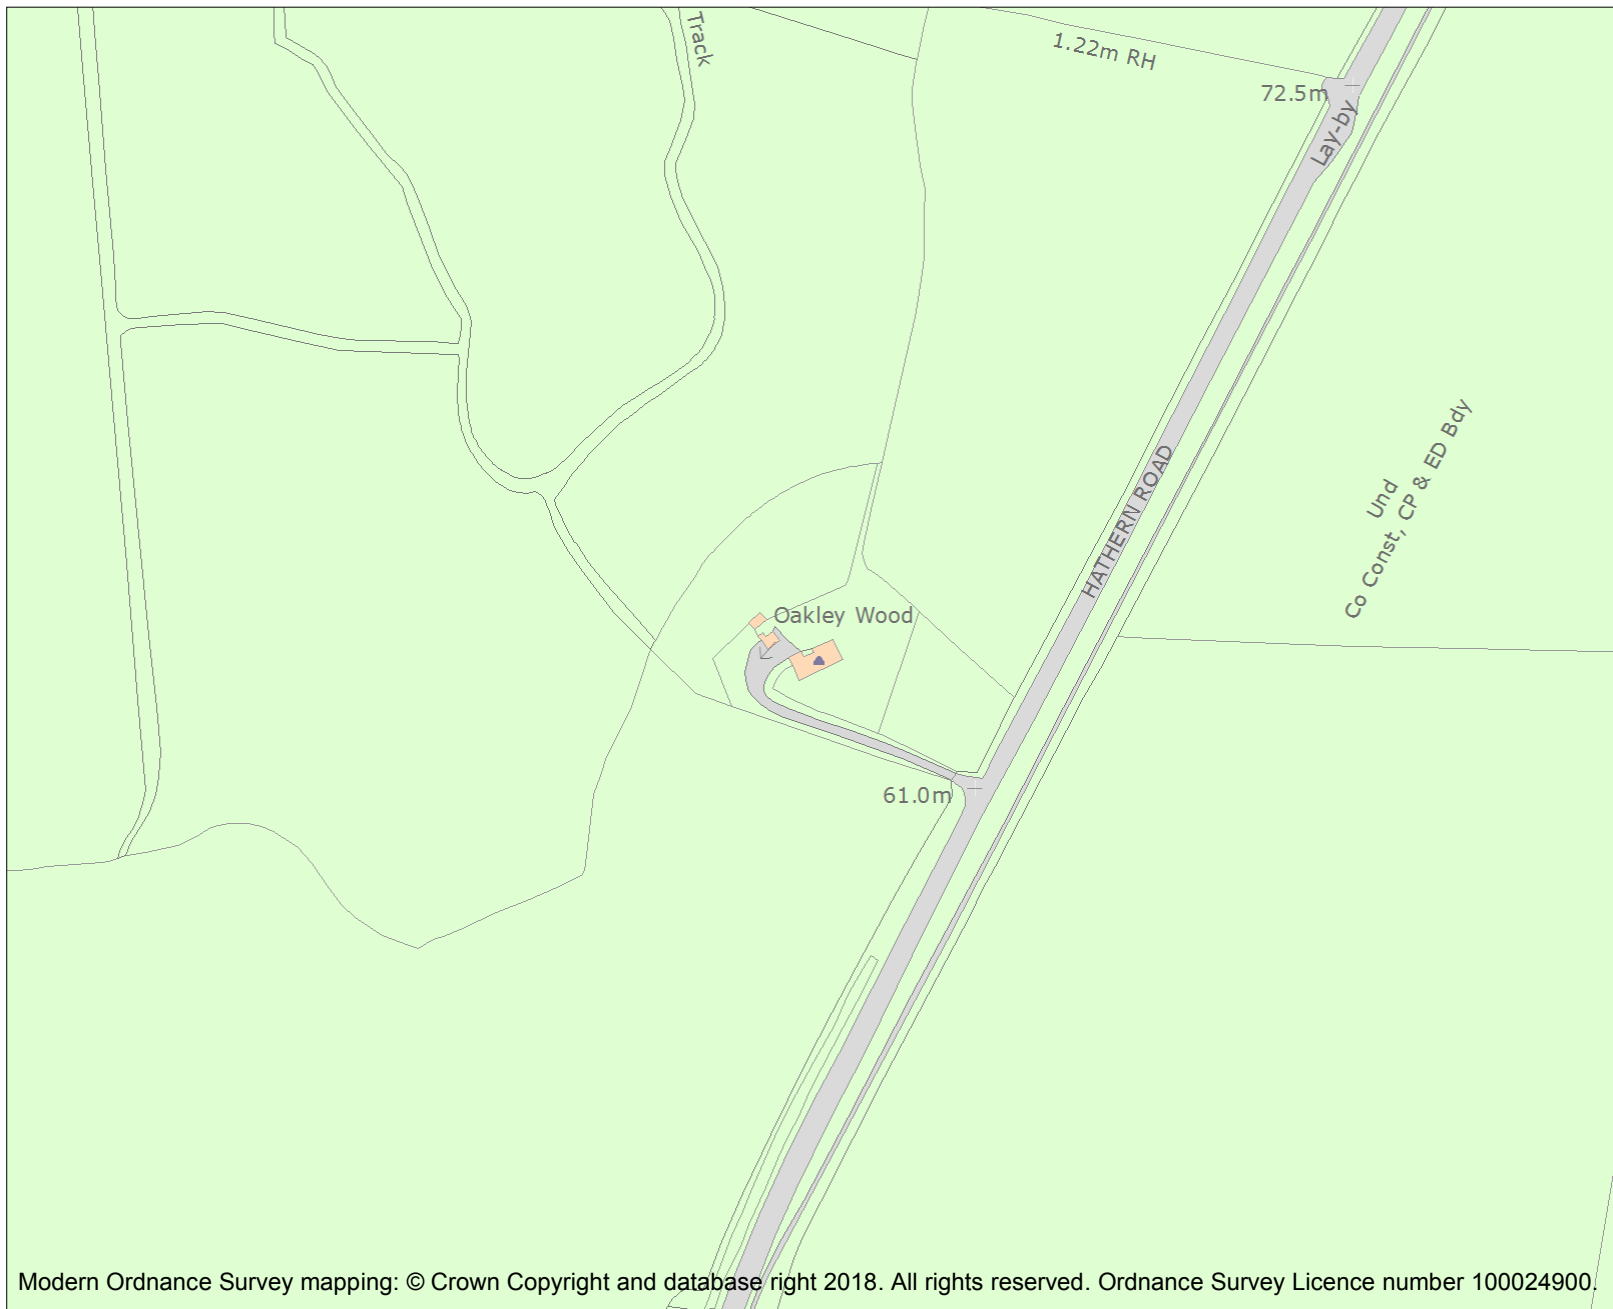 Track
1.22m RH
72.5m
Lay-by
HATHERN ROAD
Und
Co Const, CP & ED Bdy
Oakley Wood
61.0m
Modern Ordnance Survey mapping: © Crown Copyright and database right 2018. All rights reserved. Ordnance Survey Licence number 100024900.